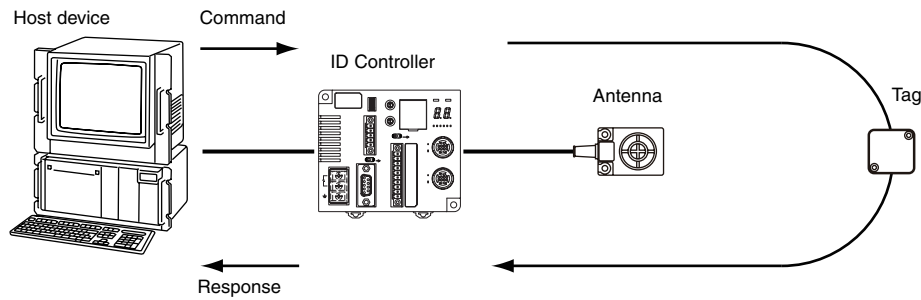 Host device
Command
ID Controller
Antenna
Tag
Response